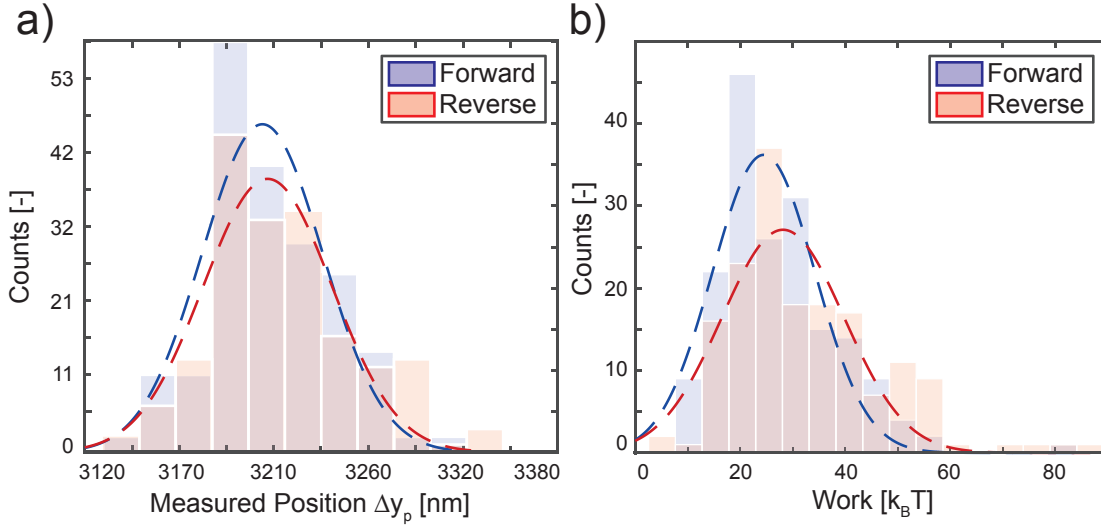 a)
Counts [-]
53
42
32
21
11
0
Forward
Reverse
3120 3170 3210 3260 3320 3380
Measured Position Δyₚ [nm]
b)
Counts [-]
40
30
20
10
0
Forward
Reverse
0 20 40 60 80
Work [k_BT]